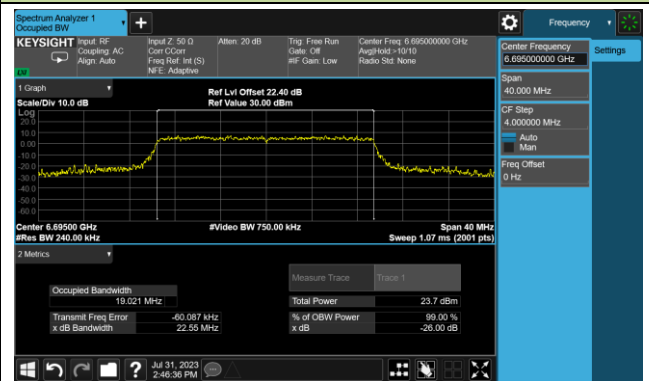 Spectrum Analyzer 1
Occupied BW
Frequency
KEYSIGHT
Input: RF
Coupling: AC
Align: Auto
Input Z: 50 Ω
Corr CCorr
Freq Ref: Int (S)
NFE: Adaptive
Atten: 20 dB
Trig: Free Run
Gate: Off
#IF Gain: Low
Center Freq: 6.695000000 GHz
Avg|Hold:>10/10
Radio Std: None
Center Frequency
6.695000000 GHz
Settings
Span
40.000 MHz
CF Step
4.000000 MHz
Auto
Man
Freq Offset
0 Hz
1 Graph
Scale/Div 10.0 dB
Ref Lvl Offset 22.40 dB
Ref Value 30.00 dBm
Log
20.0
10.0
0.00
-10.0
-20.0
-30.0
-40.0
-50.0
-60.0
Center 6.69500 GHz
#Res BW 240.00 kHz
#Video BW 750.00 kHz
Span 40 MHz
Sweep 1.07 ms (2001 pts)
2 Metrics
Measure Trace
Trace 1
Occupied Bandwidth
19.021 MHz
Total Power
23.7 dBm
Transmit Freq Error
-60.087 kHz
% of OBW Power
99.00 %
x dB Bandwidth
22.55 MHz
x dB
-26.00 dB
Jul 31, 2023
2:46:36 PM